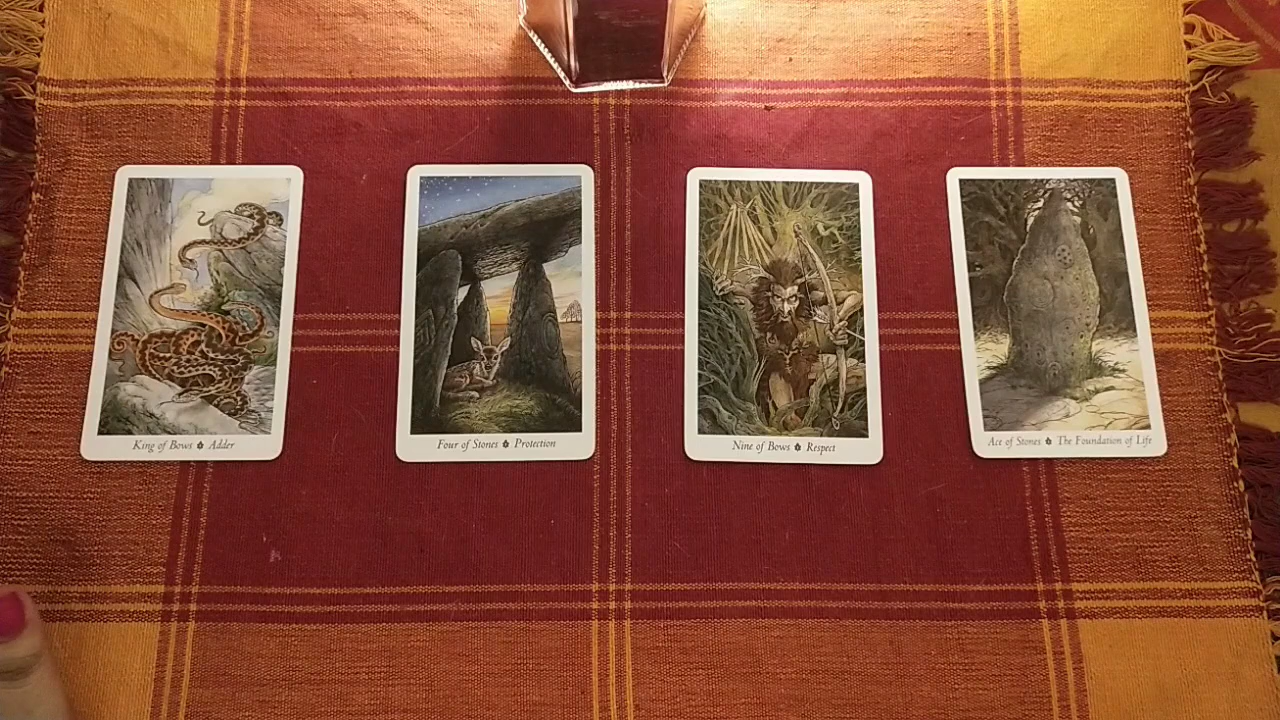 King of Bows ✽ Adder
Four of Stones ✽ Protection
Nine of Bows ✽ Respect
Ace of Stones ✽ The Foundation of Life